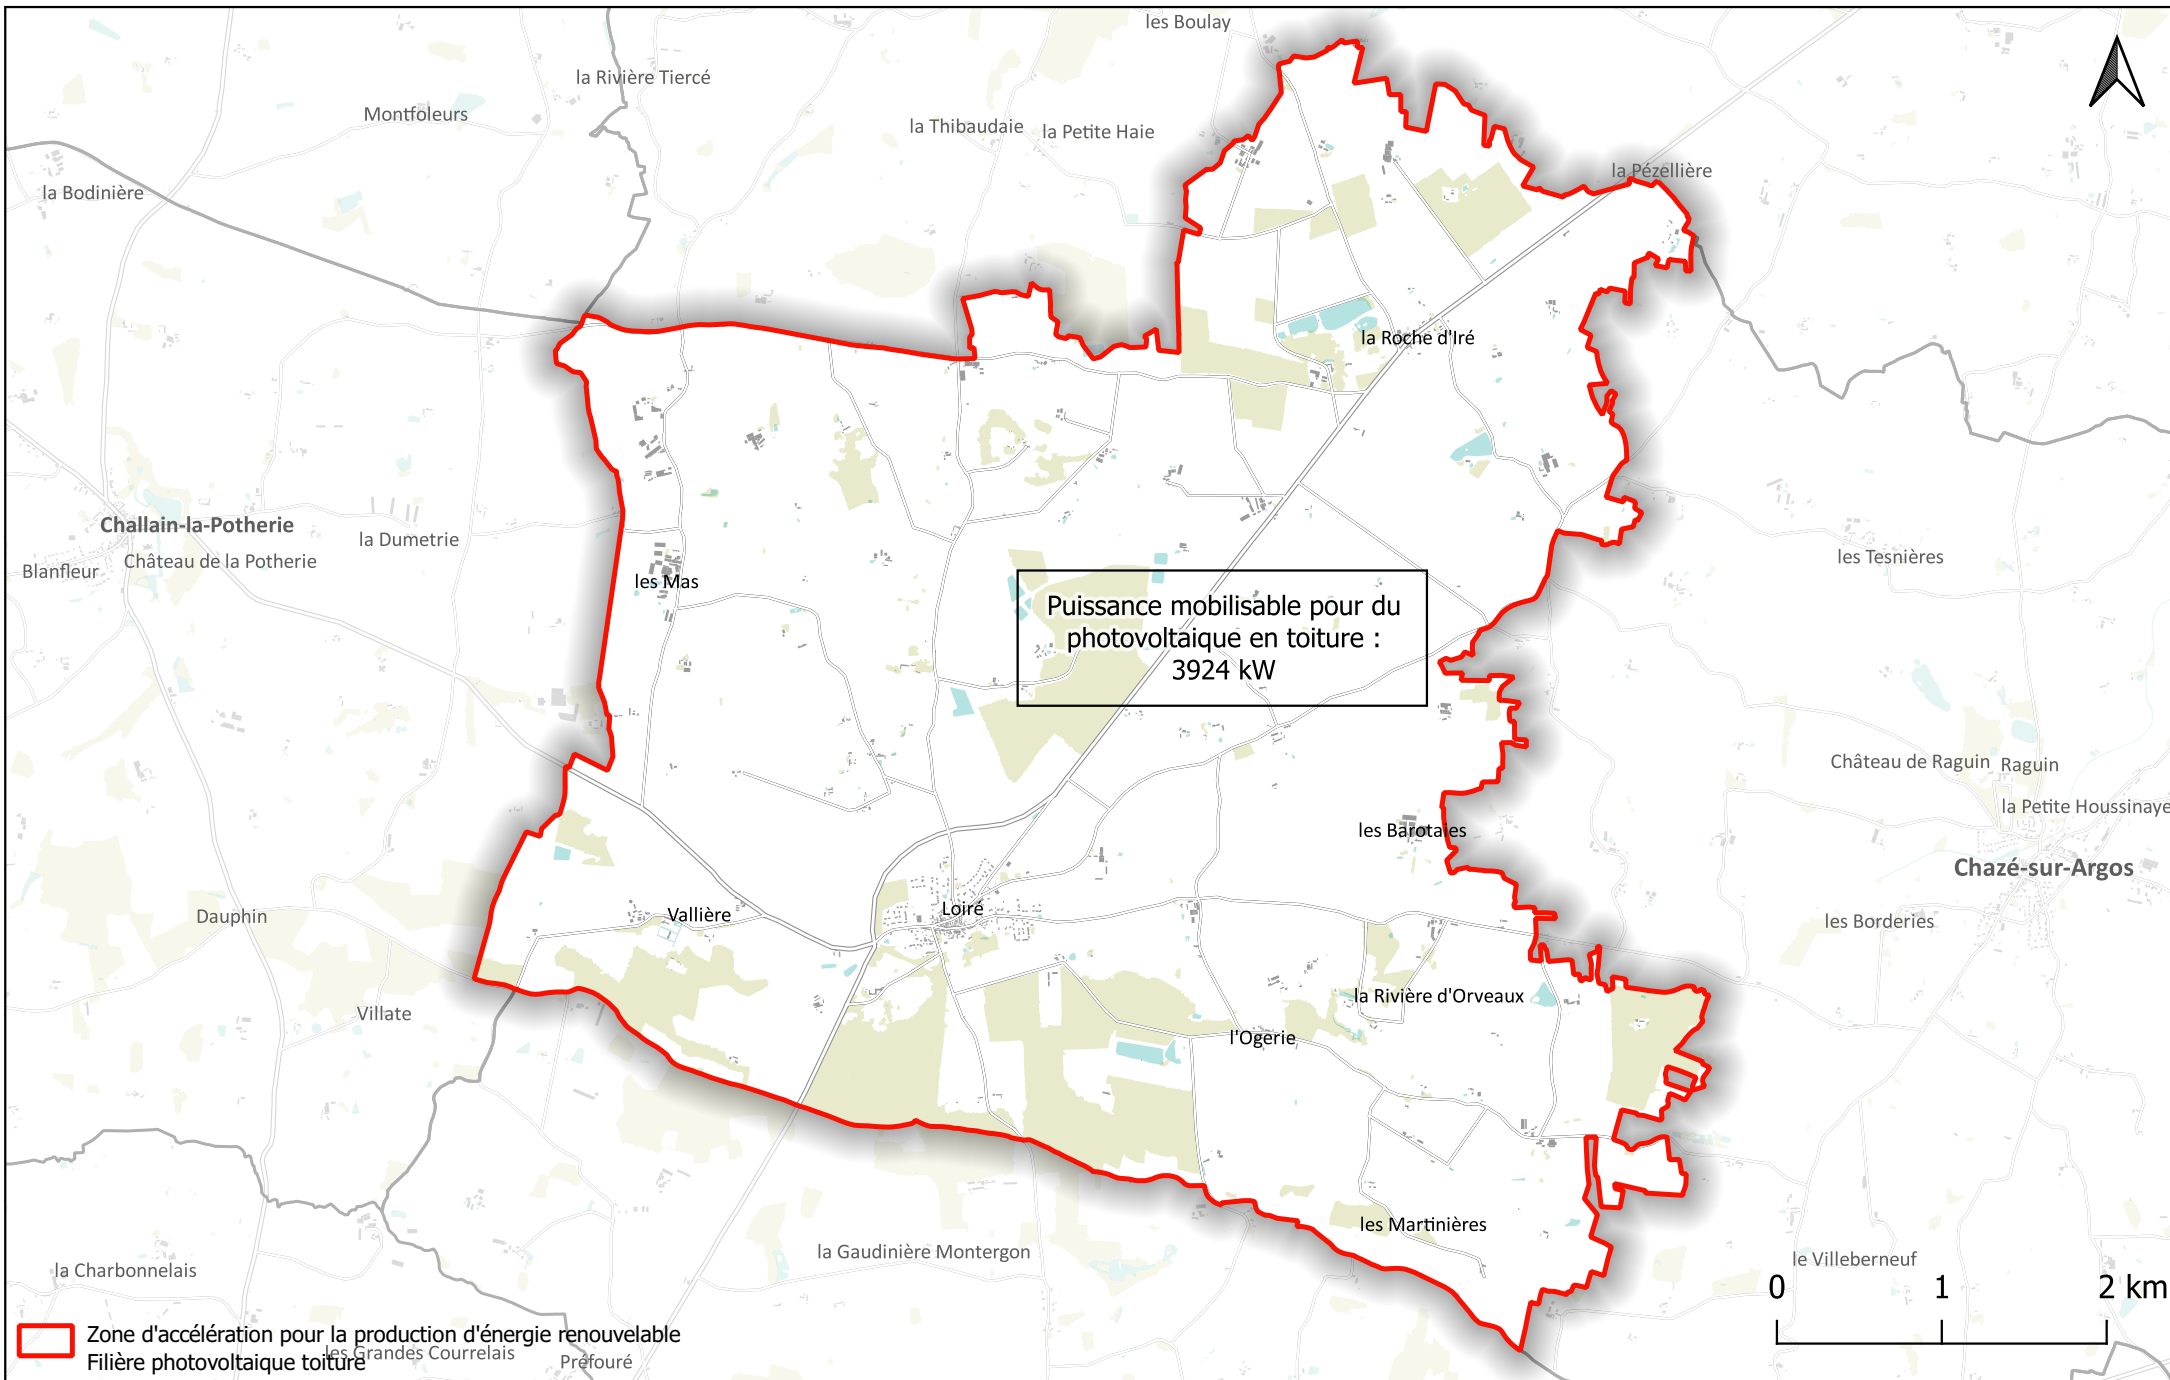 les Boulay
la Rivière Tiercé
Montfoleurs
la Thibaudaie
la Petite Haie
la Pézellière
la Bodinière
la Roche d'Iré
Challain-la-Potherie
la Dumetrie
Château de la Potherie
Blanfleur
les Mas
les Tesnières
Puissance mobilisable pour du
photovoltaique en toiture :
3924 kW
Château de Raguin
Raguin
la Petite Houssinaye
les Barotaies
Chazé-sur-Argos
Dauphin
Vallière
Loiré
les Borderies
Villate
la Rivière d'Orveaux
l'Ogerie
les Martinières
la Gaudinière Montergon
le Villeberneuf
la Charbonnelais
0 1 2 km
Zone d'accélération pour la production d'énergie renouvelable
Filière photovoltaique toiture
les Grandes Courrelais
Préfouré